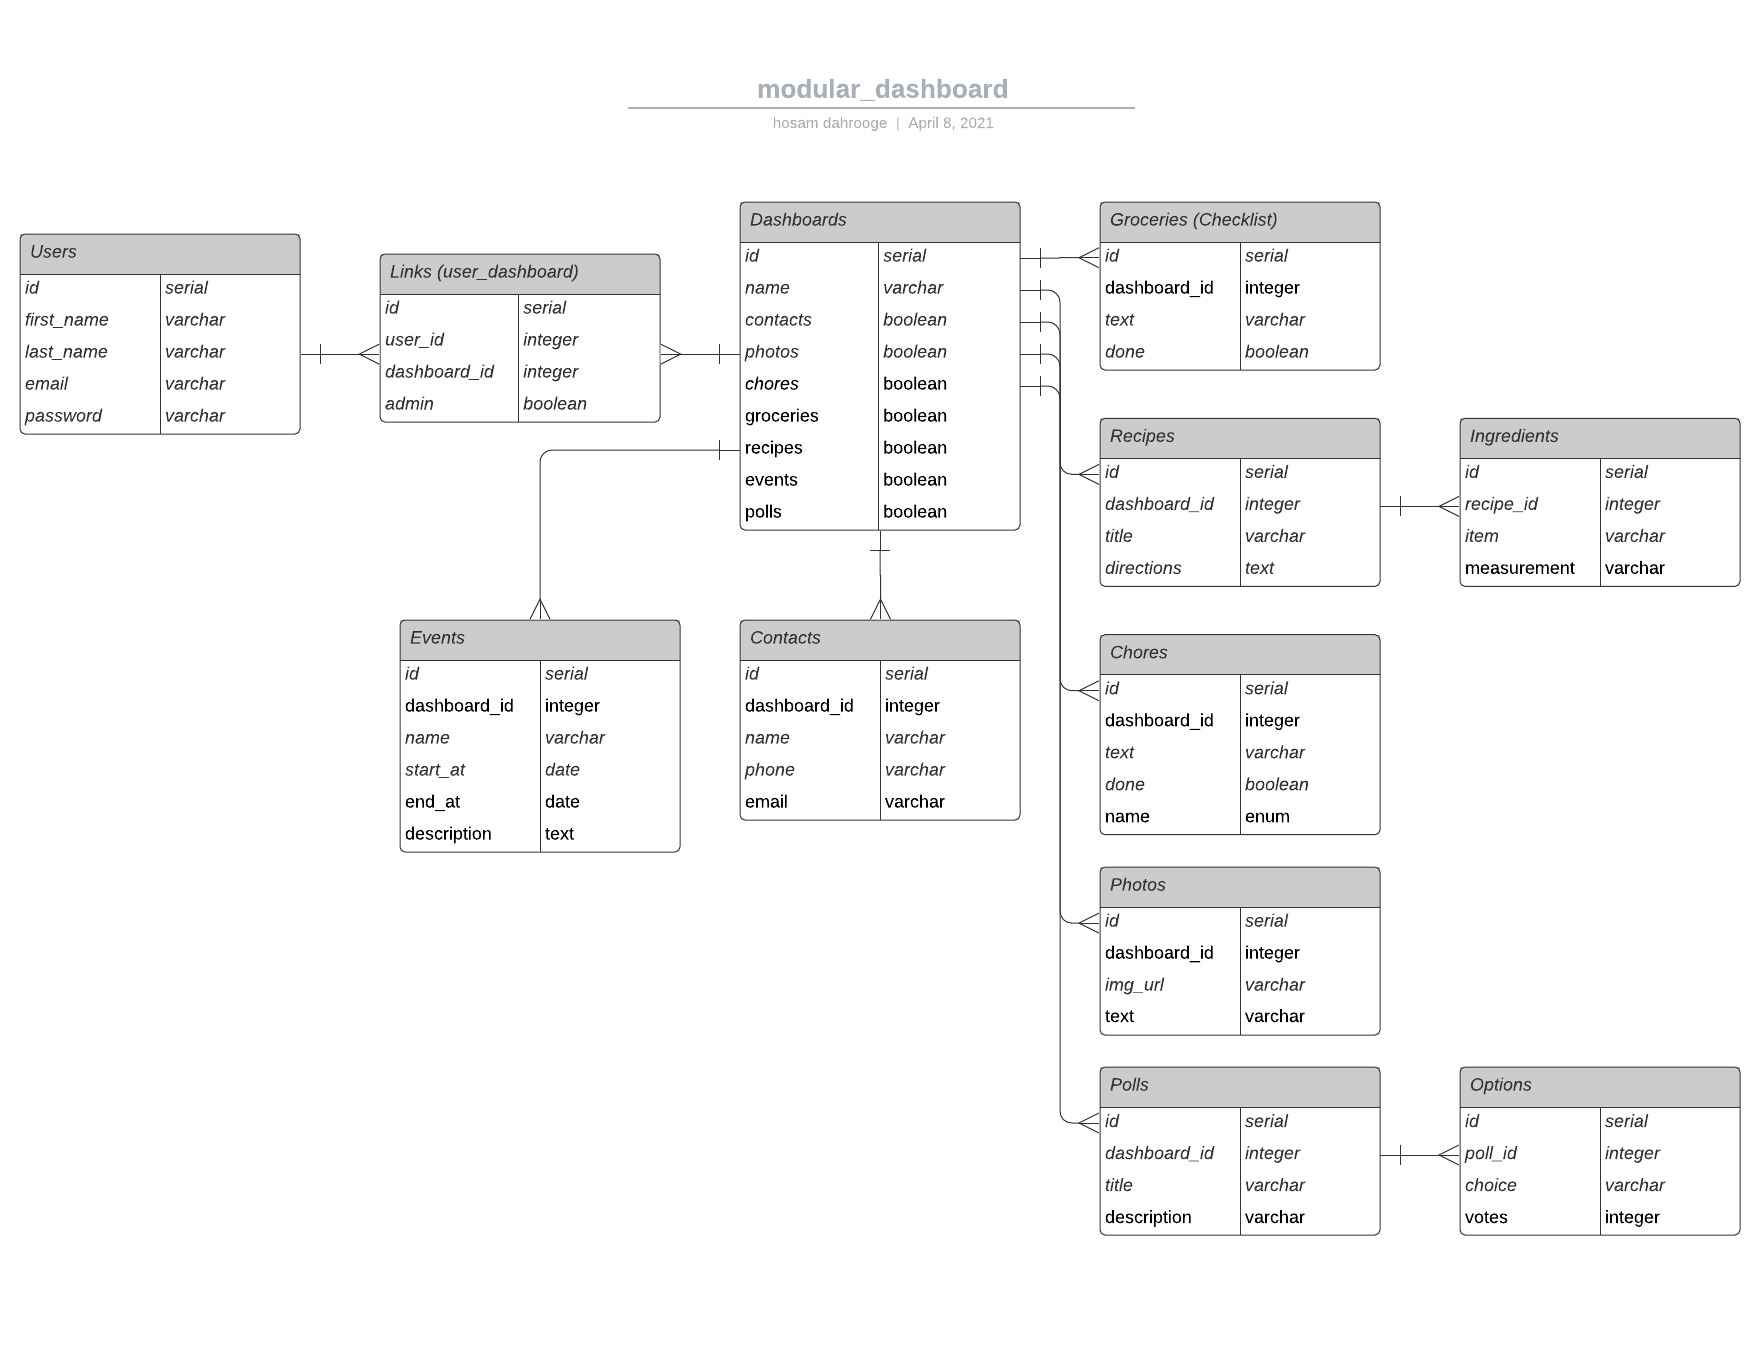 modular_dashboard
hosam dahrooge | April 8, 2021
Users
id serial
first_name varchar
last_name varchar
email varchar
password varchar
Links (user_dashboard)
id serial
user_id integer
dashboard_id integer
admin boolean
Dashboards
id serial
name varchar
contacts boolean
photos boolean
chores boolean
groceries boolean
recipes boolean
events boolean
polls boolean
Groceries (Checklist)
id serial
dashboard_id integer
text varchar
done boolean
Recipes
id serial
dashboard_id integer
title varchar
directions text
Ingredients
id serial
recipe_id integer
item varchar
measurement varchar
Events
id serial
dashboard_id integer
name varchar
start_at date
end_at date
description text
Contacts
id serial
dashboard_id integer
name varchar
phone varchar
email varchar
Chores
id serial
dashboard_id integer
text varchar
done boolean
name enum
Photos
id serial
dashboard_id integer
img_url varchar
text varchar
Polls
id serial
dashboard_id integer
title varchar
description varchar
Options
id serial
poll_id integer
choice varchar
votes integer